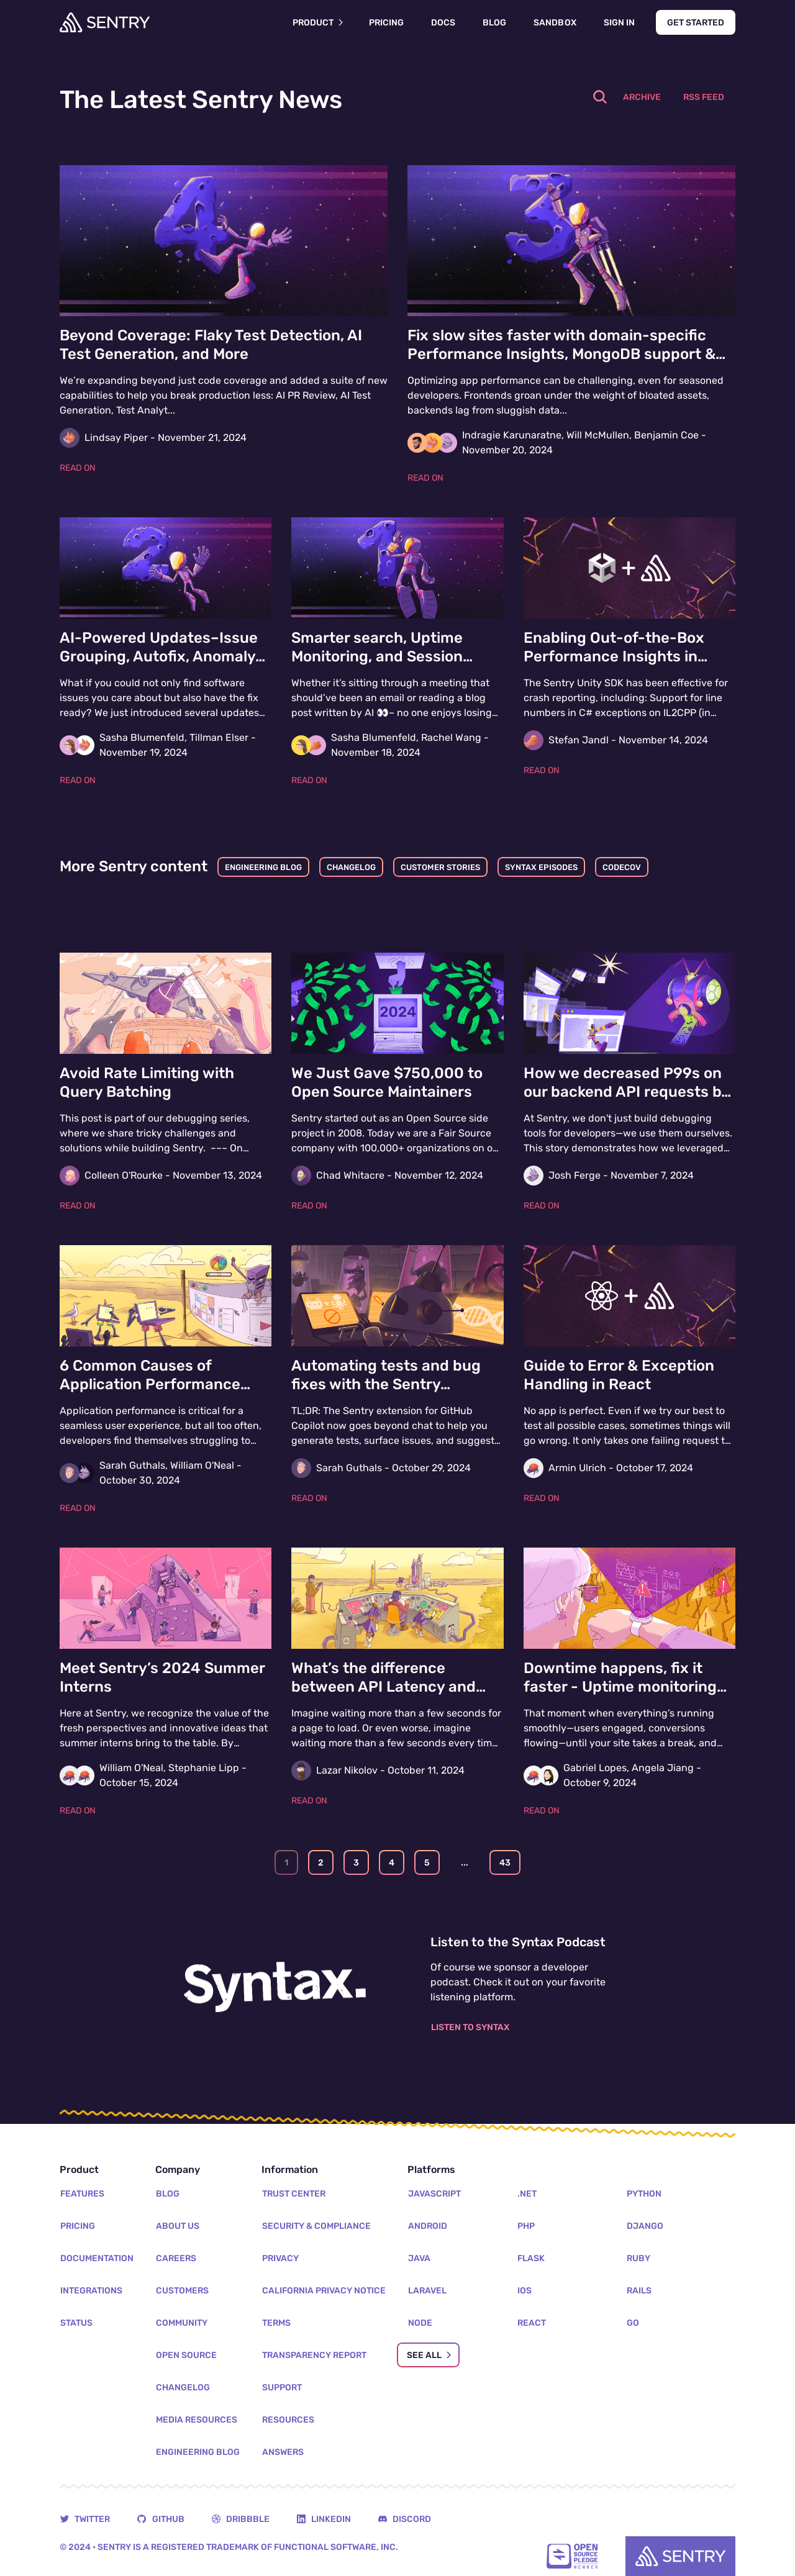 SENTRY
PRODUCT
PRICING
DOCS
BLOG
SANDBOX
SIGN IN
GET STARTED
The Latest Sentry News
ARCHIVE
RSS FEED
4
3
Beyond Coverage: Flaky Test Detection, AI
Test Generation, and More
We're expanding beyond just code coverage and added a suite of new
capabilities to help you break production less: AI PR Review, AI Test
Generation, Test Analyt...
Lindsay Piper - November 21, 2024
READ ON
Fix slow sites faster with domain-specific
Performance Insights, MongoDB support &...
Optimizing app performance can be challenging, even for seasoned
developers. Frontends groan under the weight of bloated assets,
backends lag from sluggish data...
Indragie Karunaratne, Will McMullen, Benjamin Coe -
November 20, 2024
READ ON
2
1
+
AI-Powered Updates–Issue
Grouping, Autofix, Anomaly...
What if you could not only find software
issues you care about but also have the fix
ready? We just introduced several updates...
Sasha Blumenfeld, Tillman Elser -
November 19, 2024
READ ON
Smarter search, Uptime
Monitoring, and Session...
Whether it's sitting through a meeting that
should've been an email or reading a blog
post written by AI 👀– no one enjoys losing...
Sasha Blumenfeld, Rachel Wang -
November 18, 2024
READ ON
Enabling Out-of-the-Box
Performance Insights in...
The Sentry Unity SDK has been effective for
crash reporting, including: Support for line
numbers in C# exceptions on IL2CPP (in...
Stefan Jandl - November 14, 2024
READ ON
More Sentry content
ENGINEERING BLOG
CHANGELOG
CUSTOMER STORIES
SYNTAX EPISODES
CODECOV
2024
Avoid Rate Limiting with
Query Batching
This post is part of our debugging series,
where we share tricky challenges and
solutions while building Sentry.  ––– On...
Colleen O'Rourke - November 13, 2024
READ ON
We Just Gave $750,000 to
Open Source Maintainers
Sentry started out as an Open Source side
project in 2008. Today we are a Fair Source
company with 100,000+ organizations on o...
Chad Whitacre - November 12, 2024
READ ON
How we decreased P99s on
our backend API requests b...
At Sentry, we don't just build debugging
tools for developers—we use them ourselves.
This story demonstrates how we leveraged...
Josh Ferge - November 7, 2024
READ ON
+
6 Common Causes of
Application Performance...
Application performance is critical for a
seamless user experience, but all too often,
developers find themselves struggling to...
Sarah Guthals, William O'Neal -
October 30, 2024
READ ON
Automating tests and bug
fixes with the Sentry...
TL;DR: The Sentry extension for GitHub
Copilot now goes beyond chat to help you
generate tests, surface issues, and suggest...
Sarah Guthals - October 29, 2024
READ ON
Guide to Error & Exception
Handling in React
No app is perfect. Even if we try our best to
test all possible cases, sometimes things will
go wrong. It only takes one failing request t...
Armin Ulrich - October 17, 2024
READ ON
Meet Sentry's 2024 Summer
Interns
Here at Sentry, we recognize the value of the
fresh perspectives and innovative ideas that
summer interns bring to the table. By...
William O'Neal, Stephanie Lipp -
October 15, 2024
READ ON
What's the difference
between API Latency and...
Imagine waiting more than a few seconds for
a page to load. Or even worse, imagine
waiting more than a few seconds every tim...
Lazar Nikolov - October 11, 2024
READ ON
Downtime happens, fix it
faster - Uptime monitoring...
That moment when everything's running
smoothly—users engaged, conversions
flowing—until your site takes a break, and...
Gabriel Lopes, Angela Jiang -
October 9, 2024
READ ON
1 2 3 4 5 ... 43
Syntax.
Listen to the Syntax Podcast
Of course we sponsor a developer
podcast. Check it out on your favorite
listening platform.
LISTEN TO SYNTAX
Product
FEATURES
PRICING
DOCUMENTATION
INTEGRATIONS
STATUS
Company
BLOG
ABOUT US
CAREERS
CUSTOMERS
COMMUNITY
OPEN SOURCE
CHANGELOG
MEDIA RESOURCES
ENGINEERING BLOG
Information
TRUST CENTER
SECURITY & COMPLIANCE
PRIVACY
CALIFORNIA PRIVACY NOTICE
TERMS
TRANSPARENCY REPORT
SUPPORT
RESOURCES
ANSWERS
Platforms
JAVASCRIPT
ANDROID
JAVA
LARAVEL
NODE
SEE ALL
.NET
PHP
FLASK
IOS
REACT
PYTHON
DJANGO
RUBY
RAILS
GO
TWITTER
GITHUB
DRIBBBLE
LINKEDIN
DISCORD
© 2024 • SENTRY IS A REGISTERED TRADEMARK OF FUNCTIONAL SOFTWARE, INC.
OPEN
SOURCE
PLEDGE
MEMBER
SENTRY